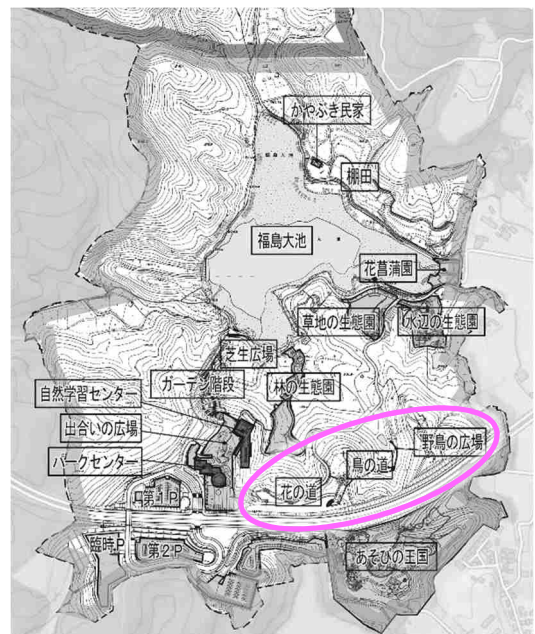 かやぶき民家
棚田
福島大池
花菖蒲園
草地の生態園
水辺の生態園
芝生広場
ガーデン階段
林の生態園
自然学習センター
出合いの広場
パークセンター
野鳥の広場
鳥の道
花の道
第1P
臨時P
第2P
あそびの王国